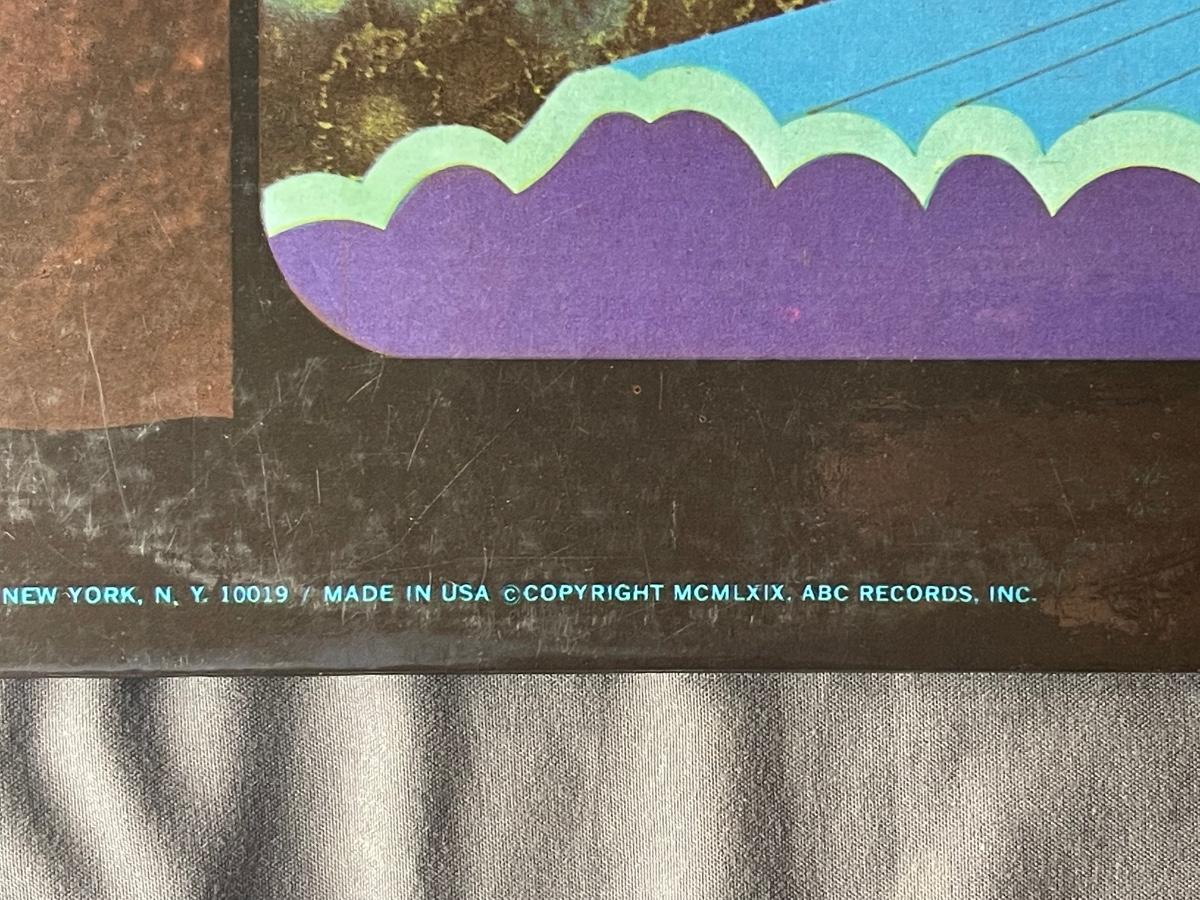 NEW YORK, N. Y. 10019 / MADE IN USA ©COPYRIGHT MCMLXIX, ABC RECORDS, INC.